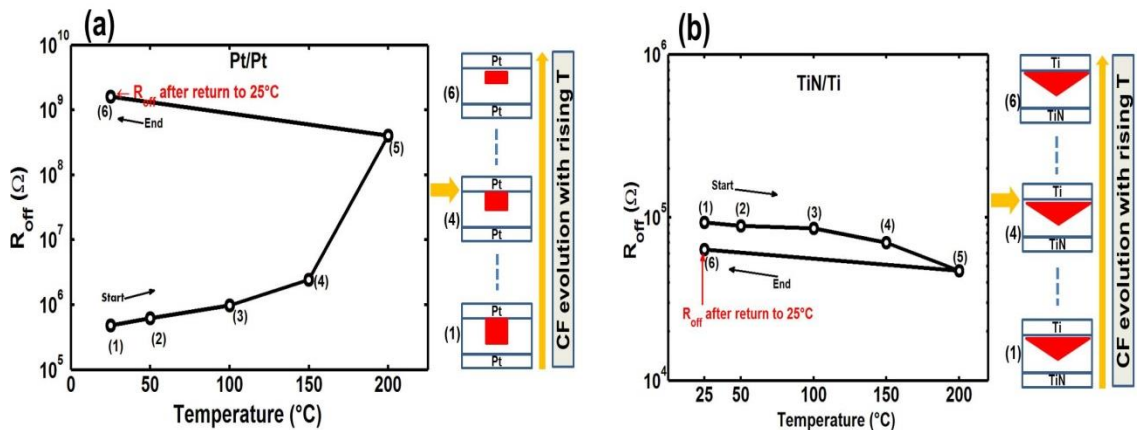 (a)
Pt/Pt
10^10
10^9
10^8
10^7
10^6
10^5
R_off (Ω)
← R_off after return to 25°C
(6)
End
(5)
Start
(1)
(2)
(3)
(4)
0
50
100
150
200
Temperature (°C)
Pt
(6)
Pt
Pt
(4)
Pt
Pt
(1)
Pt
CF evolution with rising T
(b)
TiN/Ti
10^6
10^5
10^4
R_off (Ω)
Start
(1)
(2)
(3)
(4)
(5)
(6)
End
R_off after return to 25°C
25
50
100
150
200
Temperature (°C)
Ti
(6)
TiN
Ti
(4)
TiN
Ti
(1)
TiN
CF evolution with rising T